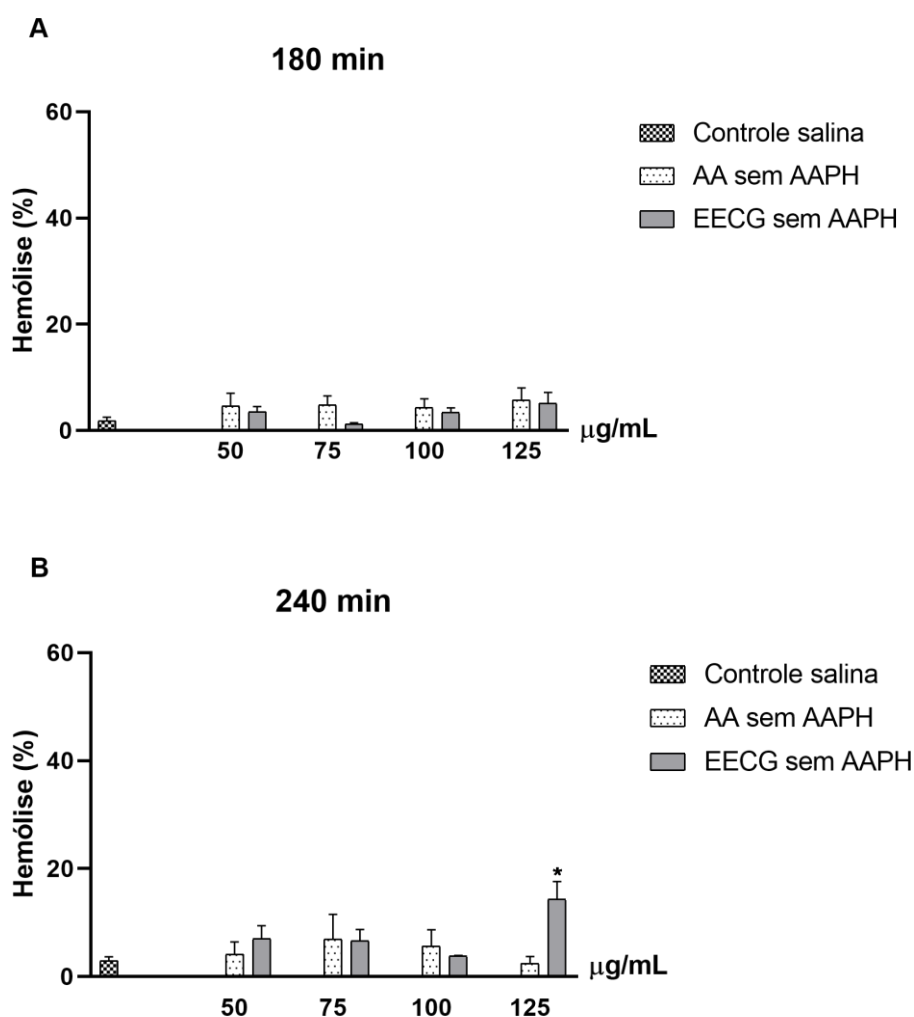 A
180 min
60
40
20
0
Hemólise (%)
50 75 100 125 μg/mL
Controle salina
AA sem AAPH
EECG sem AAPH
B
240 min
60
40
20
0
Hemólise (%)
*
50 75 100 125 μg/mL
Controle salina
AA sem AAPH
EECG sem AAPH